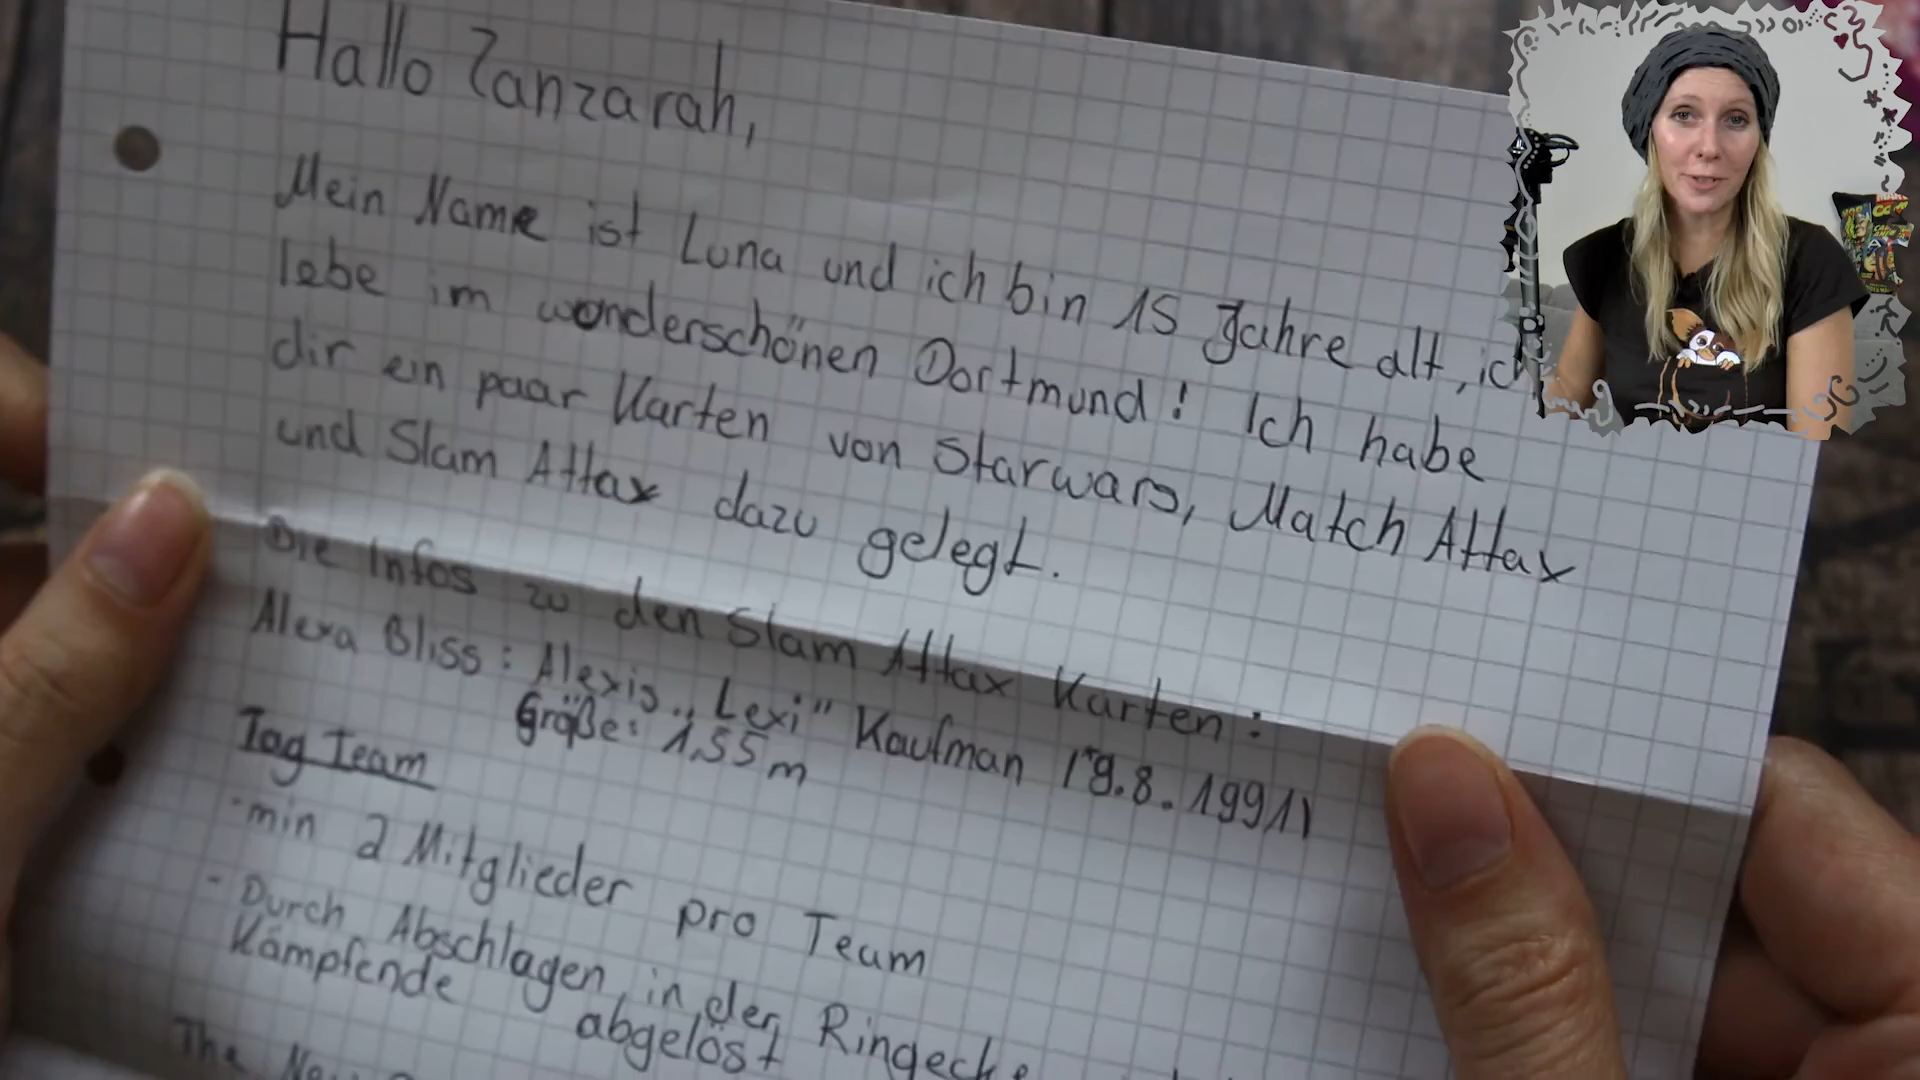 Hallo Zanzarah,
Mein Name ist Luna und ich bin 15 Jahre alt, ich
lebe im wunderschönen Dortmund! Ich habe
dir ein paar Karten von Starwars, Match Attax
und Slam Attax dazu gelegt.
Die Infos zu den Slam Attax Karten:
Alexa Bliss: Alexis „Lexi" Kaufman (9.8.1991)
Größe: 1,55 m
Tag Team
-min 2 Mitglieder pro Team
- Durch Abschlagen in der Ringecke
Kämpfende abgelöst
The New